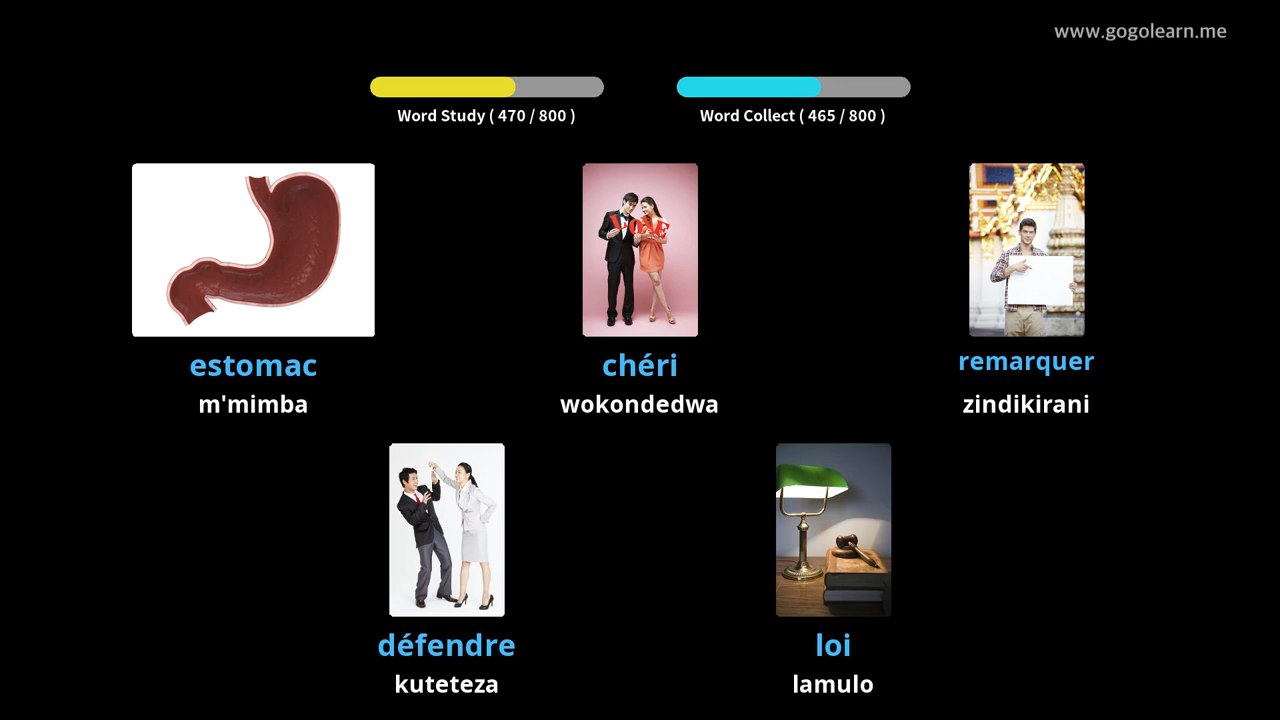 www.gogolearn.me
Word Study ( 470 / 800 )
Word Collect ( 465 / 800 )
LOVE
estomac
chéri
remarquer
m'mimba
wokondedwa
zindikirani
défendre
loi
kuteteza
lamulo